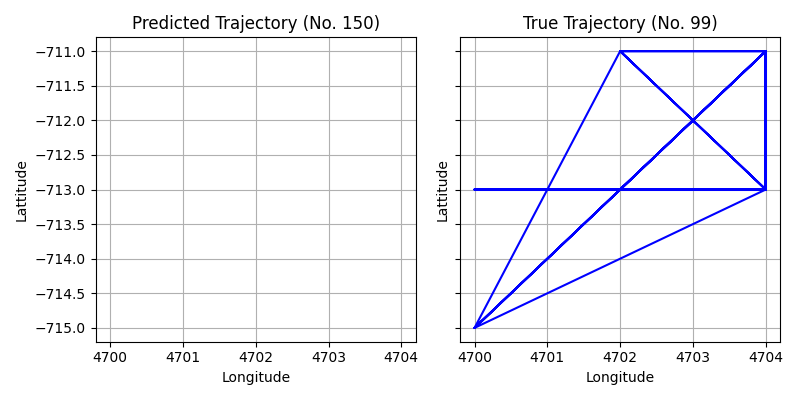 Predicted Trajectory (No. 150)
True Trajectory (No. 99)
Lattitude
−711.0
−711.5
−712.0
−712.5
−713.0
−713.5
−714.0
−714.5
−715.0
4700 4701 4702 4703 4704
Longitude
Lattitude
4700 4701 4702 4703 4704
Longitude